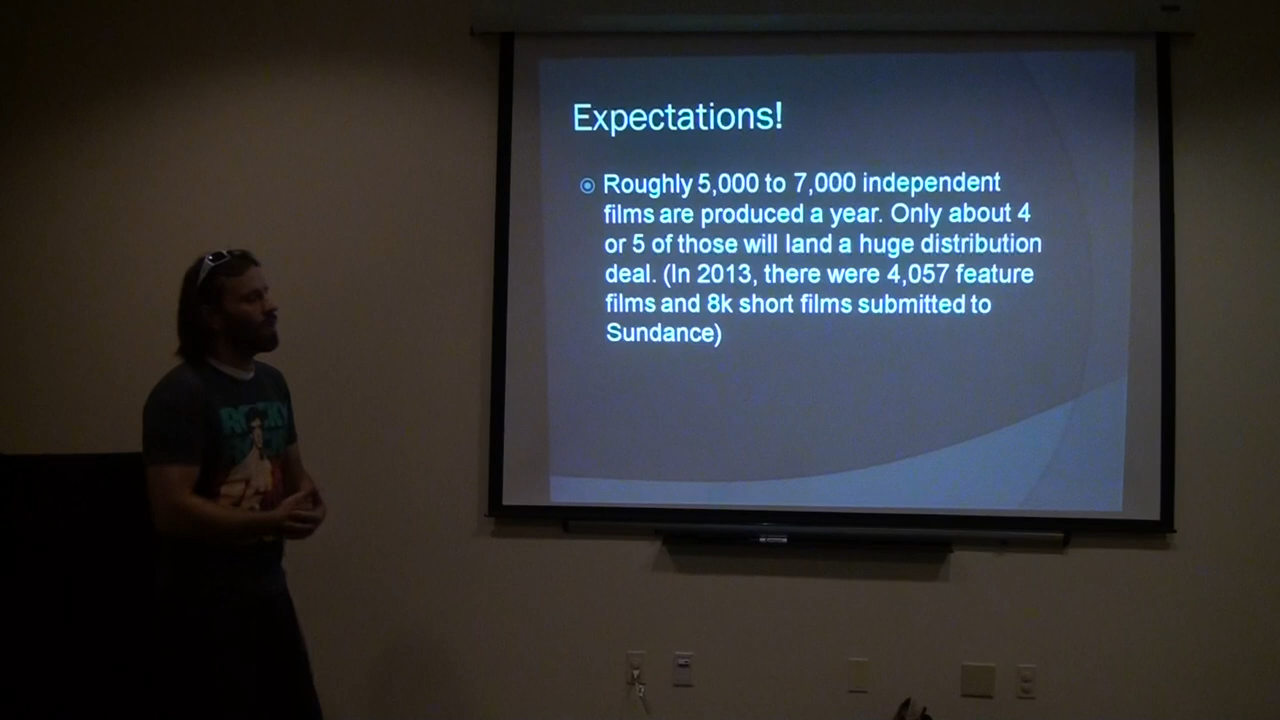 Expectations!
Roughly 5,000 to 7,000 independent
films are produced a year. Only about 4
or 5 of those will land a huge distribution
deal. (In 2013, there were 4,057 feature
films and 8k short films submitted to
Sundance)
ROCKY